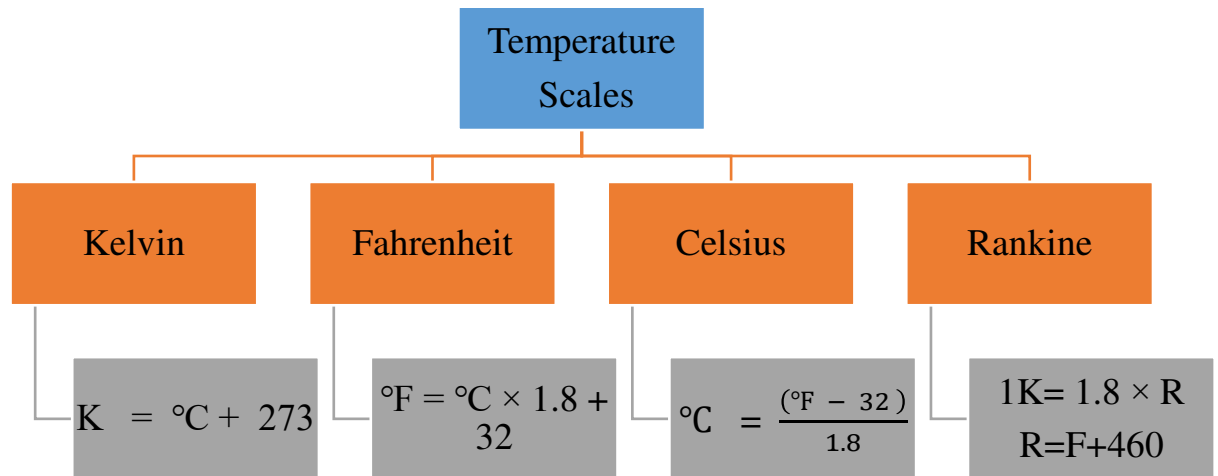 Temperature
Scales
Kelvin
Fahrenheit
Celsius
Rankine
K = °C + 273
°F = °C × 1.8 +
32
℃ = (°F − 32 )/1.8
1K= 1.8 × R
R=F+460